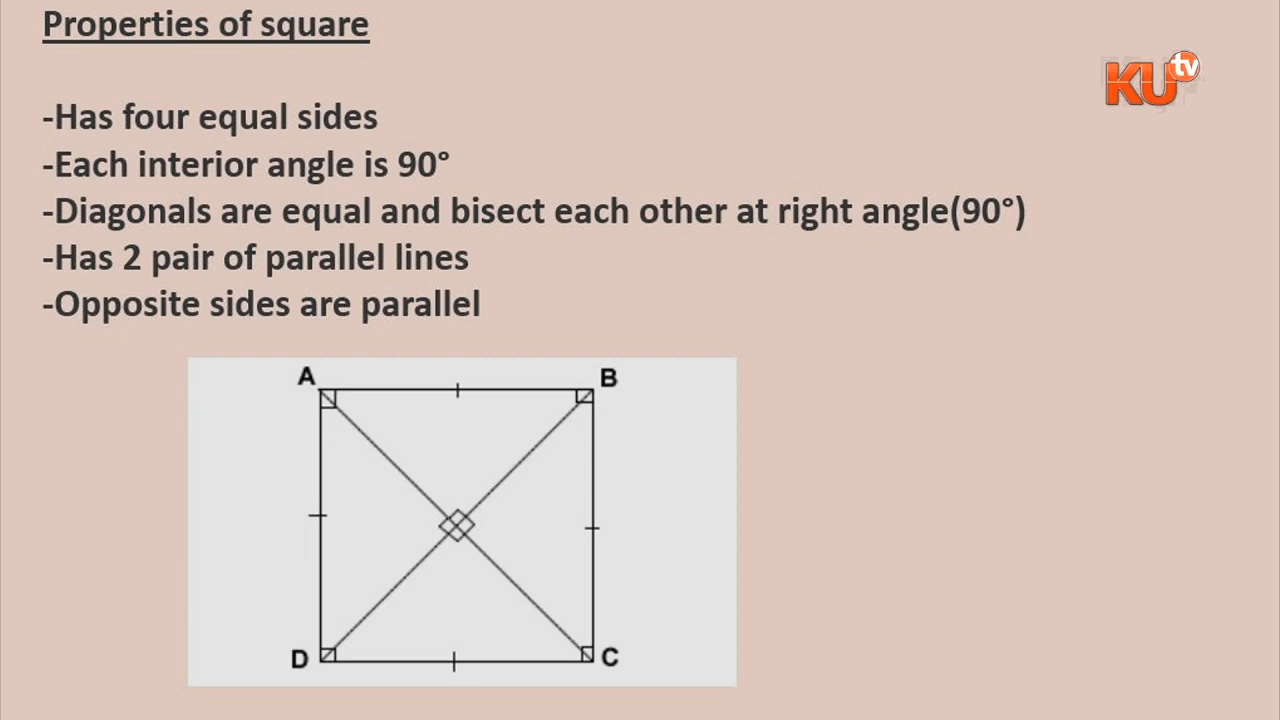 Properties of square
KU tv
-Has four equal sides
-Each interior angle is 90°
-Diagonals are equal and bisect each other at right angle(90°)
-Has 2 pair of parallel lines
-Opposite sides are parallel
A
B
D
C